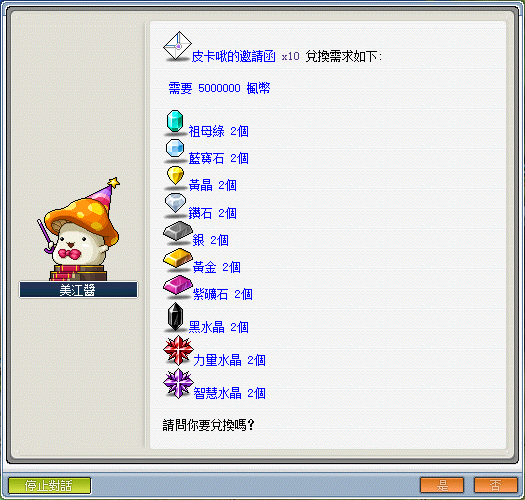 皮卡啾的邀請函 x10 兌換需求如下:
需要 5000000 楓幣
祖母綠 2個
藍寶石 2個
黃晶 2個
鑽石 2個
銀 2個
黃金 2個
紫礦石 2個
黑水晶 2個
力量水晶 2個
智慧水晶 2個
請問你要兌換嗎?
美江醬
停止對話
是
否